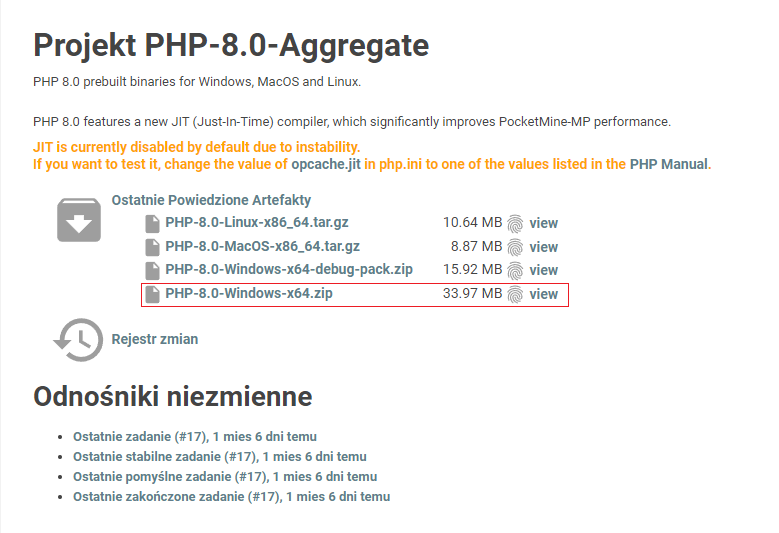 Projekt PHP-8.0-Aggregate
PHP 8.0 prebuilt binaries for Windows, MacOS and Linux.
PHP 8.0 features a new JIT (Just-In-Time) compiler, which significantly improves PocketMine-MP performance.
JIT is currently disabled by default due to instability.
If you want to test it, change the value of opcache.jit in php.ini to one of the values listed in the PHP Manual.
Ostatnie Powiedzione Artefakty
PHP-8.0-Linux-x86_64.tar.gz 10.64 MB view
PHP-8.0-MacOS-x86_64.tar.gz 8.87 MB view
PHP-8.0-Windows-x64-debug-pack.zip 15.92 MB view
PHP-8.0-Windows-x64.zip 33.97 MB view
Rejestr zmian
Odnośniki niezmienne
Ostatnie zadanie (#17), 1 mies 6 dni temu
Ostatnie stabilne zadanie (#17), 1 mies 6 dni temu
Ostatnie pomyślne zadanie (#17), 1 mies 6 dni temu
Ostatnie zakończone zadanie (#17), 1 mies 6 dni temu